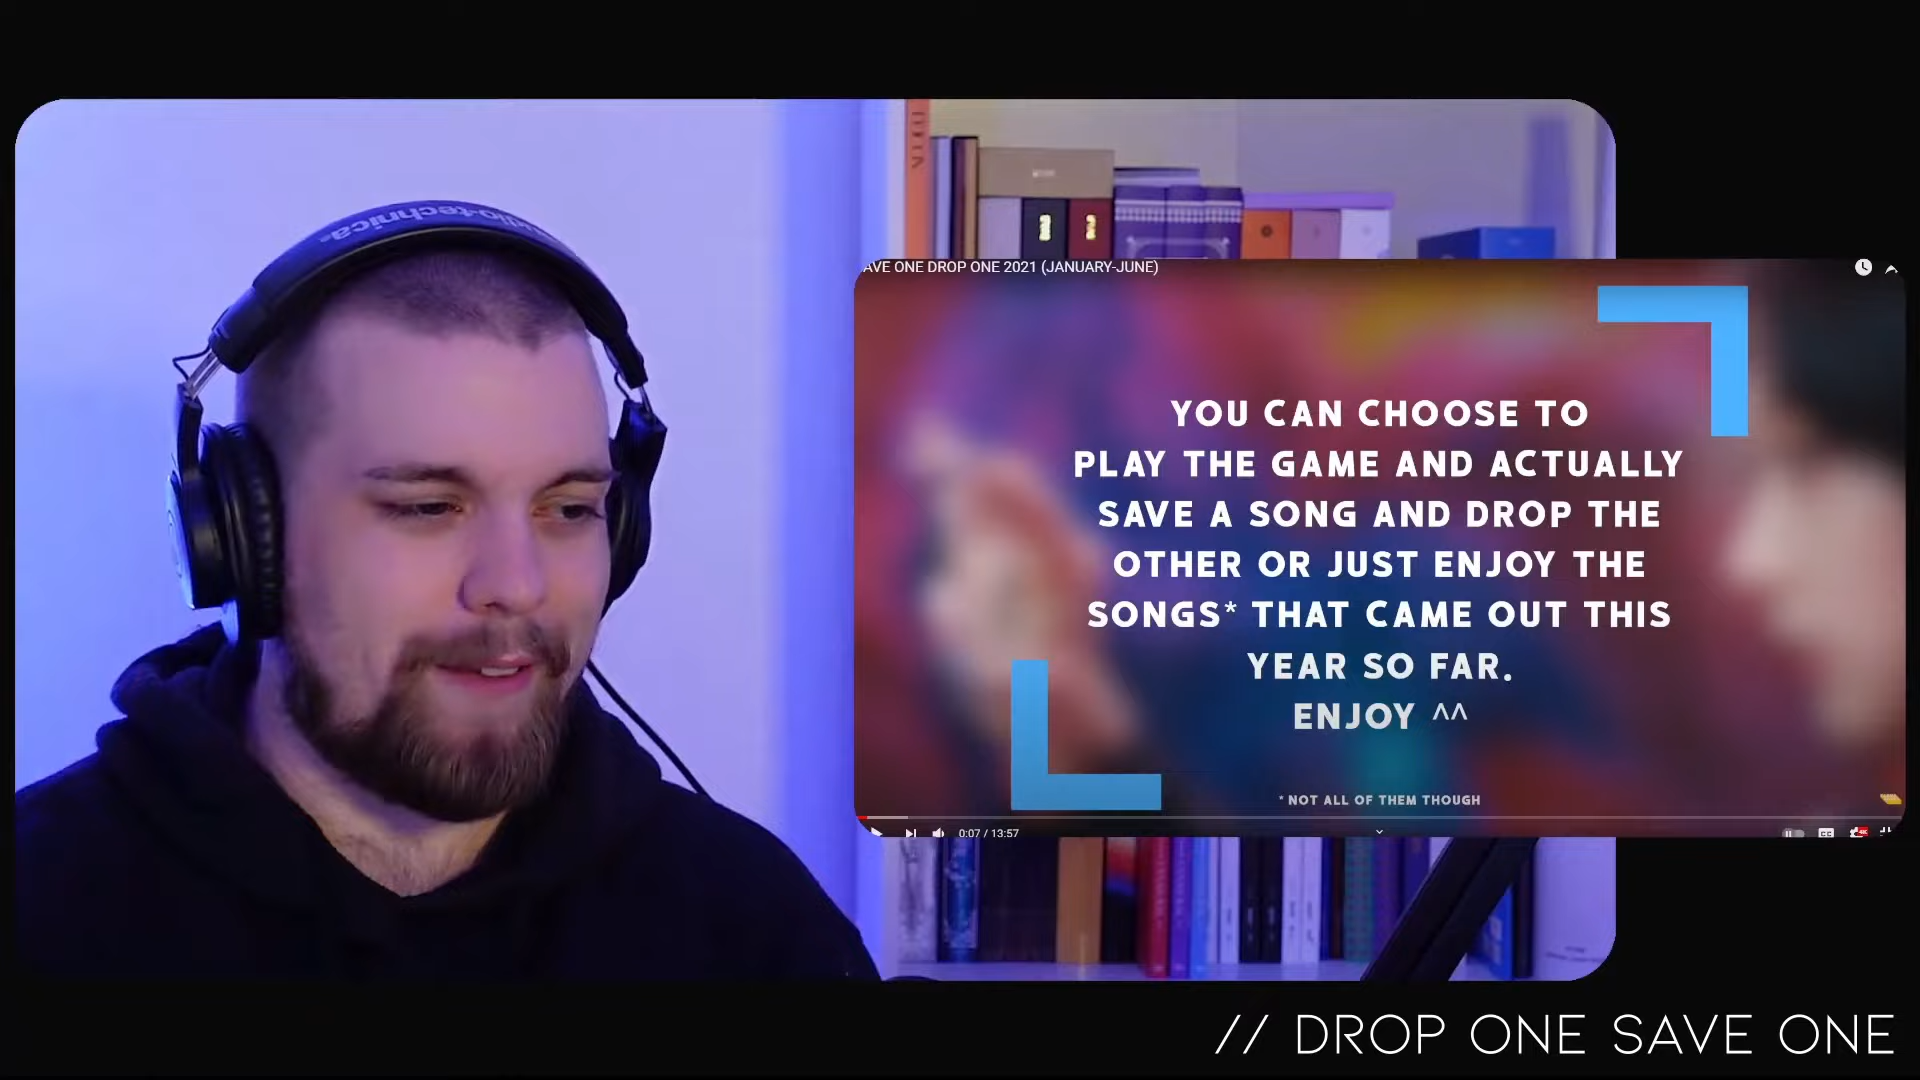 audio-technica
AVE ONE DROP ONE 2021 (JANUARY-JUNE)
YOU CAN CHOOSE TO
PLAY THE GAME AND ACTUALLY
SAVE A SONG AND DROP THE
OTHER OR JUST ENJOY THE
SONGS* THAT CAME OUT THIS
YEAR SO FAR.
ENJOY ^^
* NOT ALL OF THEM THOUGH
0:07 / 13:57
// DROP ONE SAVE ONE